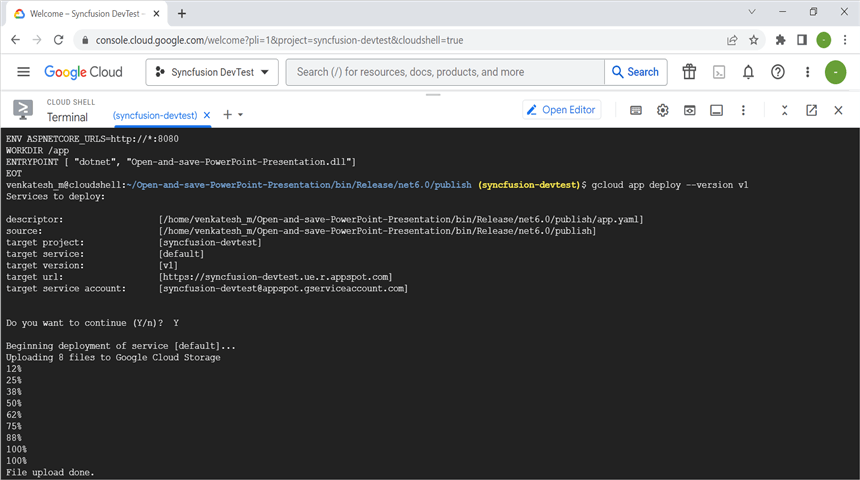 Welcome – Syncfusion DevTest –
console.cloud.google.com/welcome?pli=1&project=syncfusion-devtest&cloudshell=true
Google Cloud
Syncfusion DevTest
Search (/) for resources, docs, products, and more
Search
CLOUD SHELL
Terminal
(syncfusion-devtest)
Open Editor
ENV ASPNETCORE_URLS=http://*:8080
WORKDIR /app
ENTRYPOINT [ "dotnet", "Open-and-save-PowerPoint-Presentation.dll"]
EOT
venkatesh_m@cloudshell:~/Open-and-save-PowerPoint-Presentation/bin/Release/net6.0/publish (syncfusion-devtest)$ gcloud app deploy --version v1
Services to deploy:
descriptor: [/home/venkatesh_m/Open-and-save-PowerPoint-Presentation/bin/Release/net6.0/publish/app.yaml]
source: [/home/venkatesh_m/Open-and-save-PowerPoint-Presentation/bin/Release/net6.0/publish]
target project: [syncfusion-devtest]
target service: [default]
target version: [v1]
target url: [https://syncfusion-devtest.ue.r.appspot.com]
target service account: [syncfusion-devtest@appspot.gserviceaccount.com]
Do you want to continue (Y/n)? Y
Beginning deployment of service [default]...
Uploading 8 files to Google Cloud Storage
12%
25%
38%
50%
62%
75%
88%
100%
100%
File upload done.